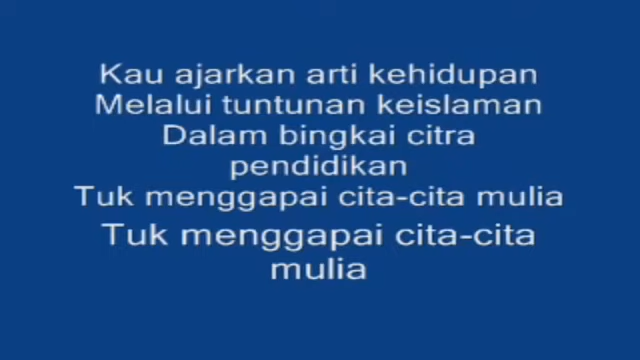 Kau ajarkan arti kehidupan
Melalui tuntunan keislaman
Dalam bingkai citra
pendidikan
Tuk menggapai cita-cita mulia
Tuk menggapai cita-cita
mulia